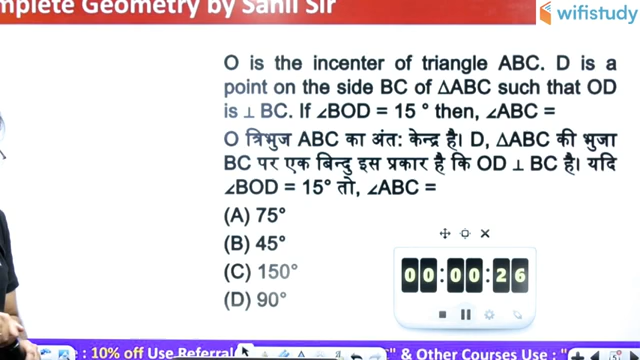 mplete Geometry by Sahil Sir
wifistudy
O is the incenter of triangle ABC. D is a
point on the side BC of ∆ABC such that OD
is ⊥ BC. If ∠BOD = 15 ° then, ∠ABC =
O त्रिभुज ABC का अंत: केन्द्र है। D, ∆ABC की भुजा
BC पर एक बिन्दु इस प्रकार है कि OD ⊥ BC है। यदि
∠BOD = 15° तो, ∠ABC =
(A) 75°
(B) 45°
(C) 150°
(D) 90°
00:00:26
: 10% off Use Referral
& Other Courses Use : "